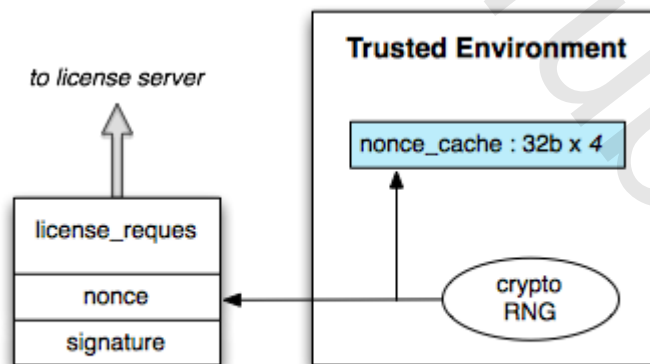 Trusted Environment
to license server
nonce_cache : 32b x 4
license_reques
nonce
crypto
RNG
signature